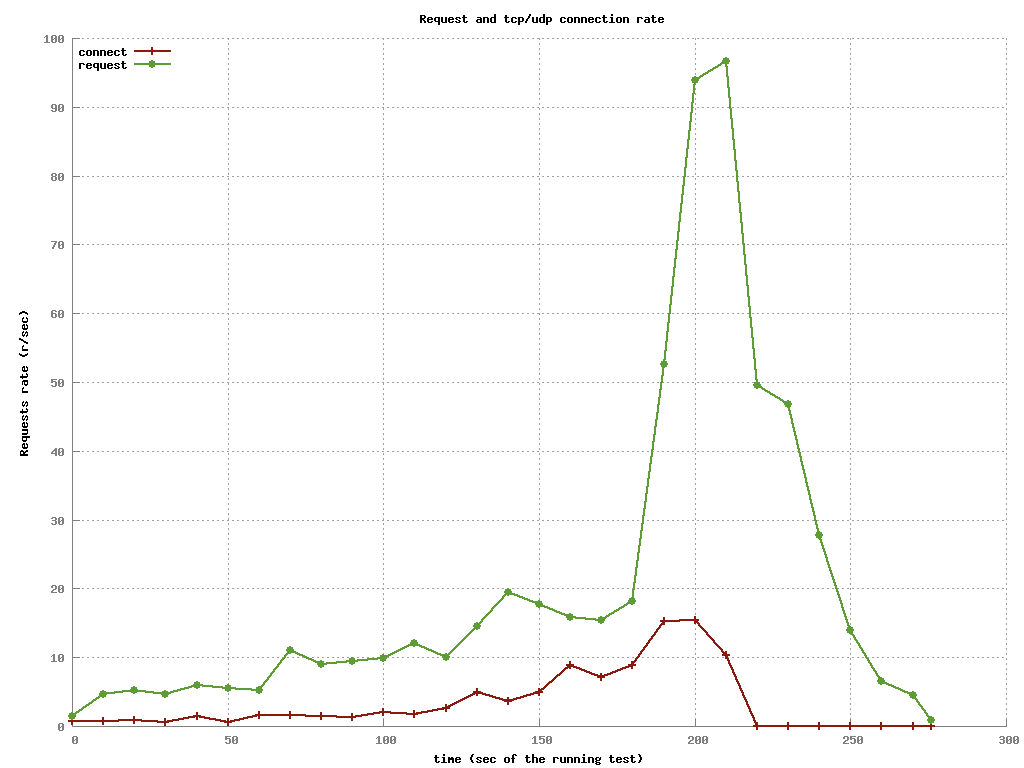 Request and tcp/udp connection rate
connect
request
100
90
80
70
60
50
40
30
20
10
0
Requests rate (r/sec)
0 50 100 150 200 250 300
time (sec of the running test)